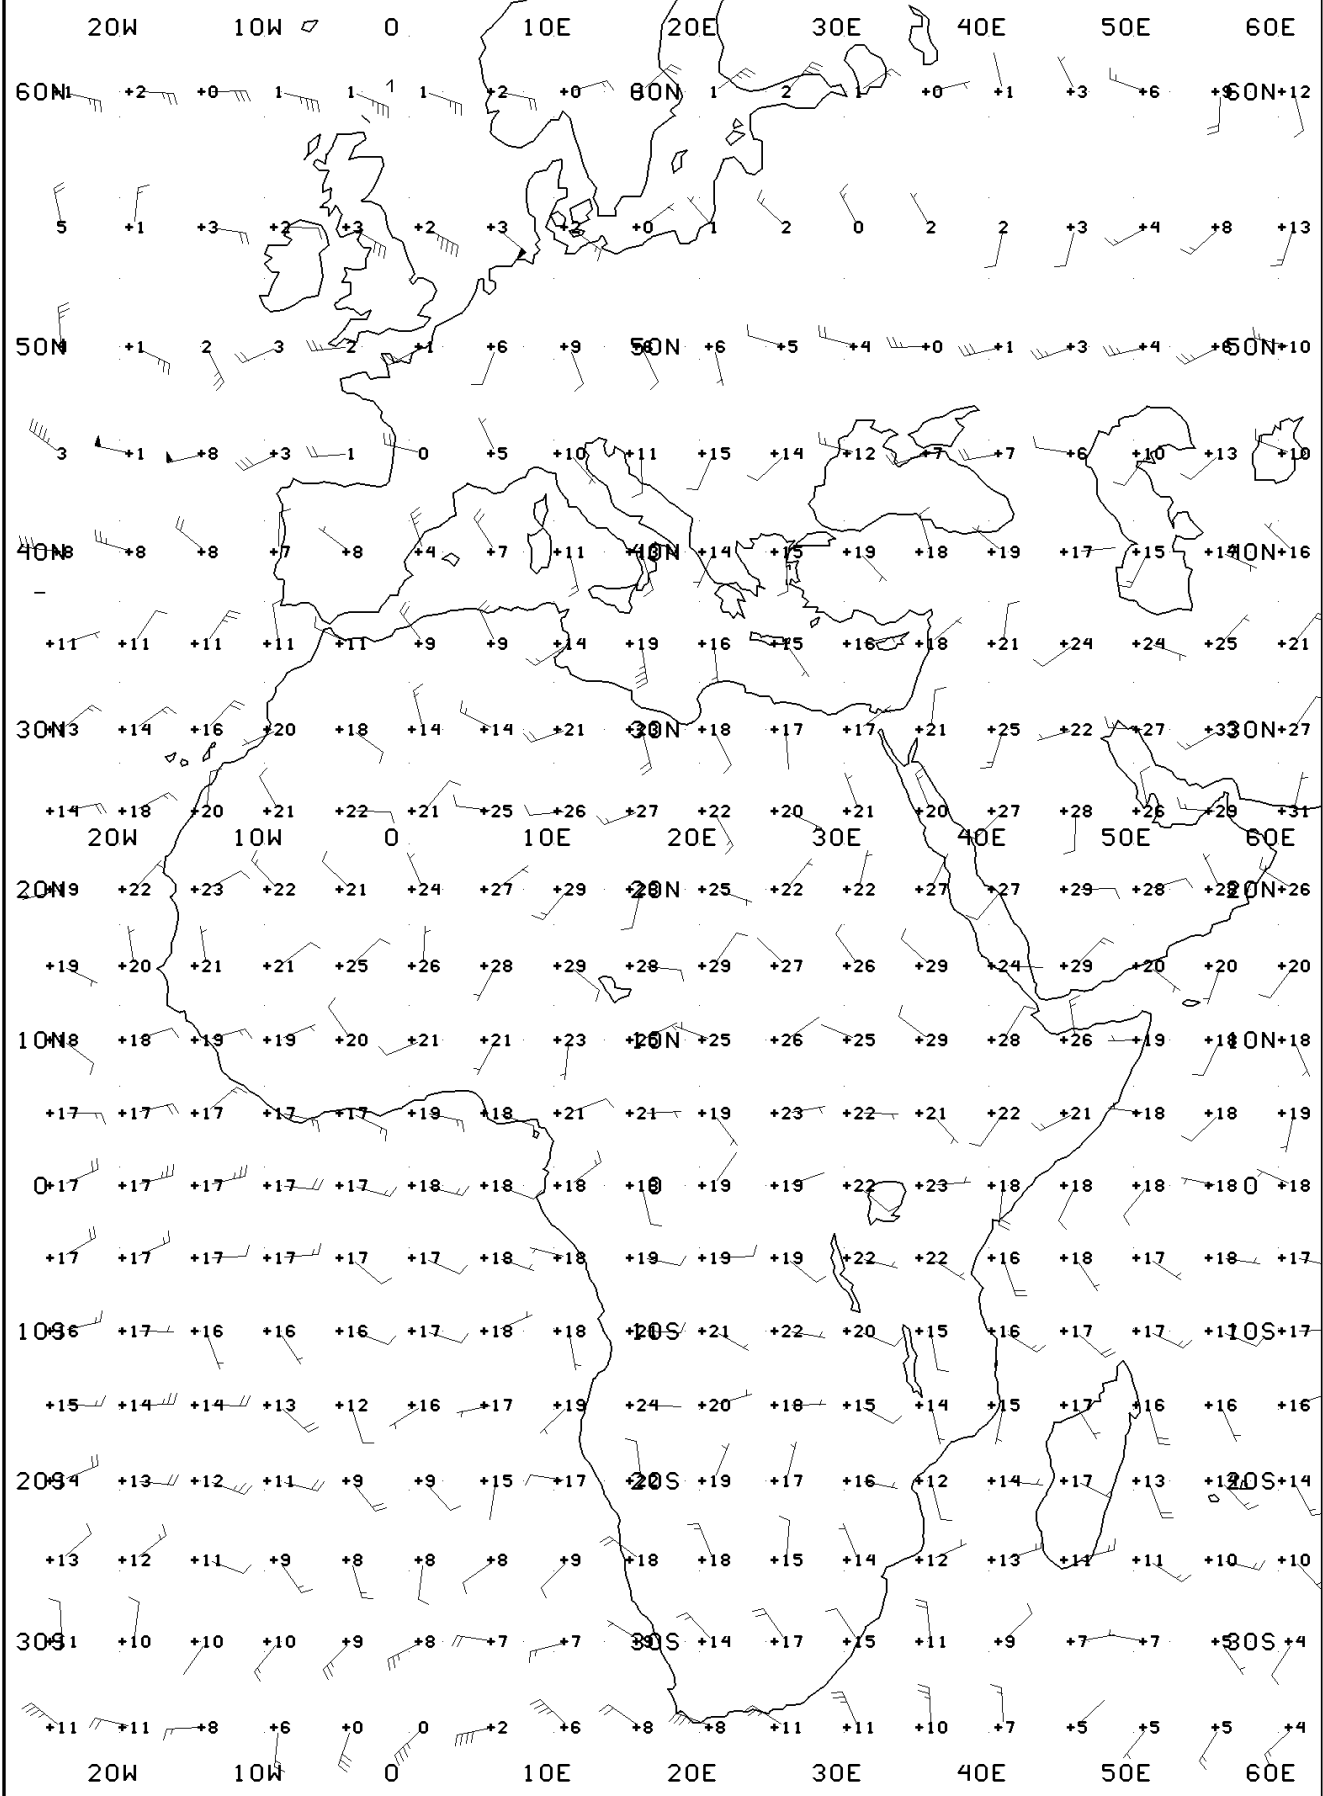 20W 10W 0 10E 20E 30E 40E 50E 60E
60N +2 +0 1 1 1 1 +2 +0 60N 1 2 1 +0 +1 +3 +6 60N +12
5 +1 +3 +2 +3 +2 +3 +2 +0 1 2 0 2 2 +3 +4 +8 +13
50N +1 2 3 2 +1 +6 +9 50N +6 +5 +4 +0 +1 +3 +4 50N +10
3 +1 +8 +3 1 0 +5 +10 +11 +15 +14 +12 +7 +7 +6 +10 +13 +10
40N +8 +8 +8 +7 +8 +4 +7 +11 40N +14 +15 +19 +18 +19 +17 +15 40N +16
+11 +11 +11 +11 +11 +9 +9 +14 +19 +16 +15 +16 +18 +21 +24 +24 +25 +21
30N +14 +16 +20 +18 +14 +14 +21 30N +18 +17 +17 +21 +25 +22 +27 30N +27
+14 +18 +20 +21 +22 +21 +25 +26 +27 +22 +20 +21 +20 +27 +28 +26 +29 +31
20W 10W 0 10E 20E 30E 40E 50E 60E
20N +22 +23 +22 +21 +24 +27 +29 20N +25 +22 +22 +27 +27 +29 +28 20N +26
+19 +20 +21 +21 +25 +26 +28 +29 +28 +29 +27 +26 +29 +24 +29 +20 +20 +20
10N +18 +19 +19 +20 +21 +21 +23 10N +25 +26 +25 +29 +28 +26 +19 10N +18
+17 +17 +17 +17 +17 +19 +18 +21 +21 +19 +23 +22 +21 +22 +21 +18 +18 +19
0 +17 +17 +17 +17 +17 +18 +18 +18 0 +19 +19 +22 +23 +18 +18 +18 +18 0 +18
+17 +17 +17 +17 +17 +17 +18 +18 +19 +19 +19 +22 +22 +16 +18 +17 +18 +17
10S +17 +16 +16 +16 +17 +18 +18 10S +21 +22 +20 +15 +16 +17 +17 10S +17
+15 +14 +14 +13 +12 +16 +17 +19 +24 +20 +18 +15 +14 +15 +17 +16 +16 +16
20S +13 +12 +11 +9 +9 +15 +17 20S +19 +17 +16 +12 +14 +17 +13 20S +14
+13 +12 +11 +9 +8 +8 +8 +9 +18 +18 +15 +14 +12 +13 +11 +11 +10 +10
30S +10 +10 +10 +9 +8 +7 +7 30S +14 +17 +15 +11 +9 +7 +7 +5 30S +4
+11 +11 +8 +6 +0 0 +2 +6 +8 +8 +11 +11 +10 +7 +5 +5 +5 +4
20W 10W 0 10E 20E 30E 40E 50E 60E